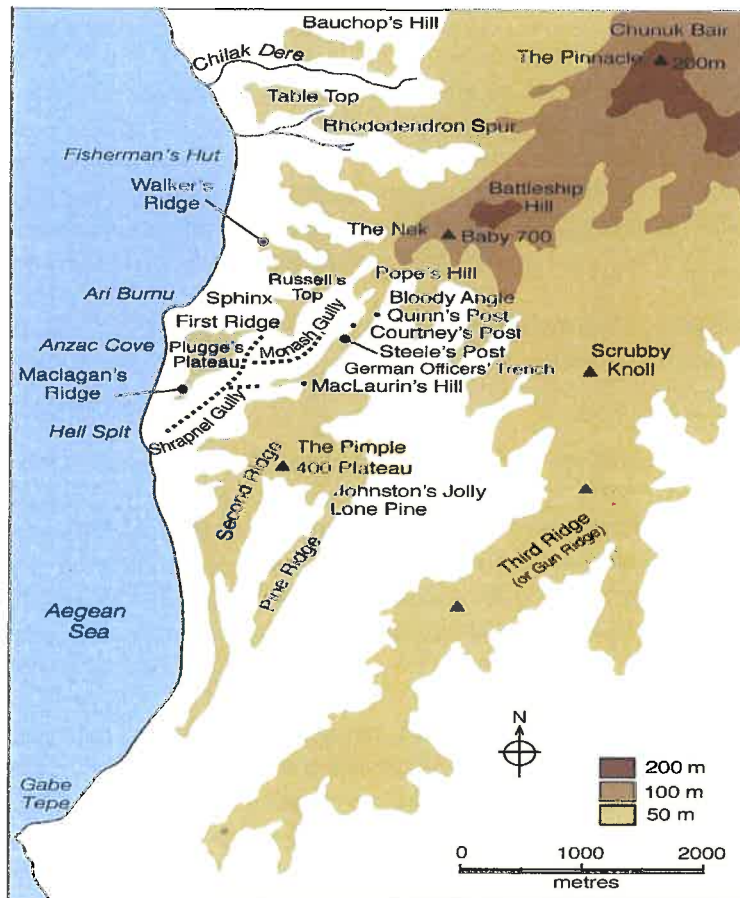 Bauchop's Hill
Chunuk Bair
Chilak Dere
The Pinnacle
260m
Table Top
Rhododendron Spur
Fisherman's Hut
Walker's
Ridge
Battleship
Hill
The Nek
Baby 700
Pope's Hill
Russell's
Top
Ari Burnu
Sphinx
Bloody Angle
Quinn's Post
First Ridge
Monash Gully
Courtney's Post
Anzac Cove
Plugge's
Plateau
Steele's Post
German Officers' Trench
Scrubby
Knoll
Maclagan's
Ridge
MacLaurin's Hill
Hell Spit
Shrapnel Gully
The Pimple
400 Plateau
Second Ridge
Johnston's Jolly
Lone Pine
Pine Ridge
Third Ridge
(or Gun Ridge)
Aegean
Sea
N
Gabe
Tepe
200 m
100 m
50 m
0 1000 2000
metres